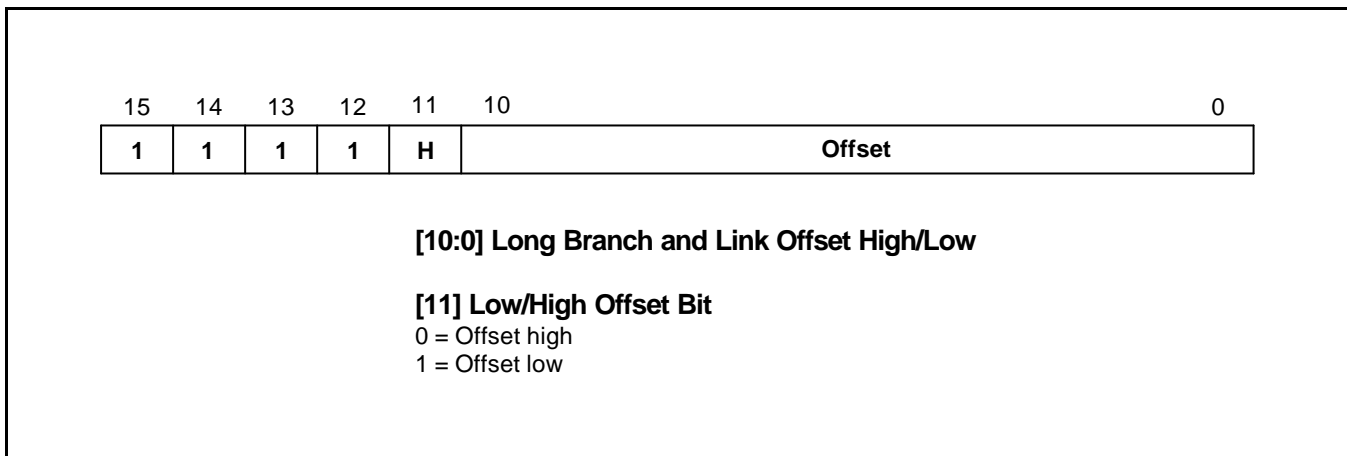 15 14 13 12 11 10 0
1 1 1 1 H Offset
[10:0] Long Branch and Link Offset High/Low
[11] Low/High Offset Bit
0 = Offset high
1 = Offset low